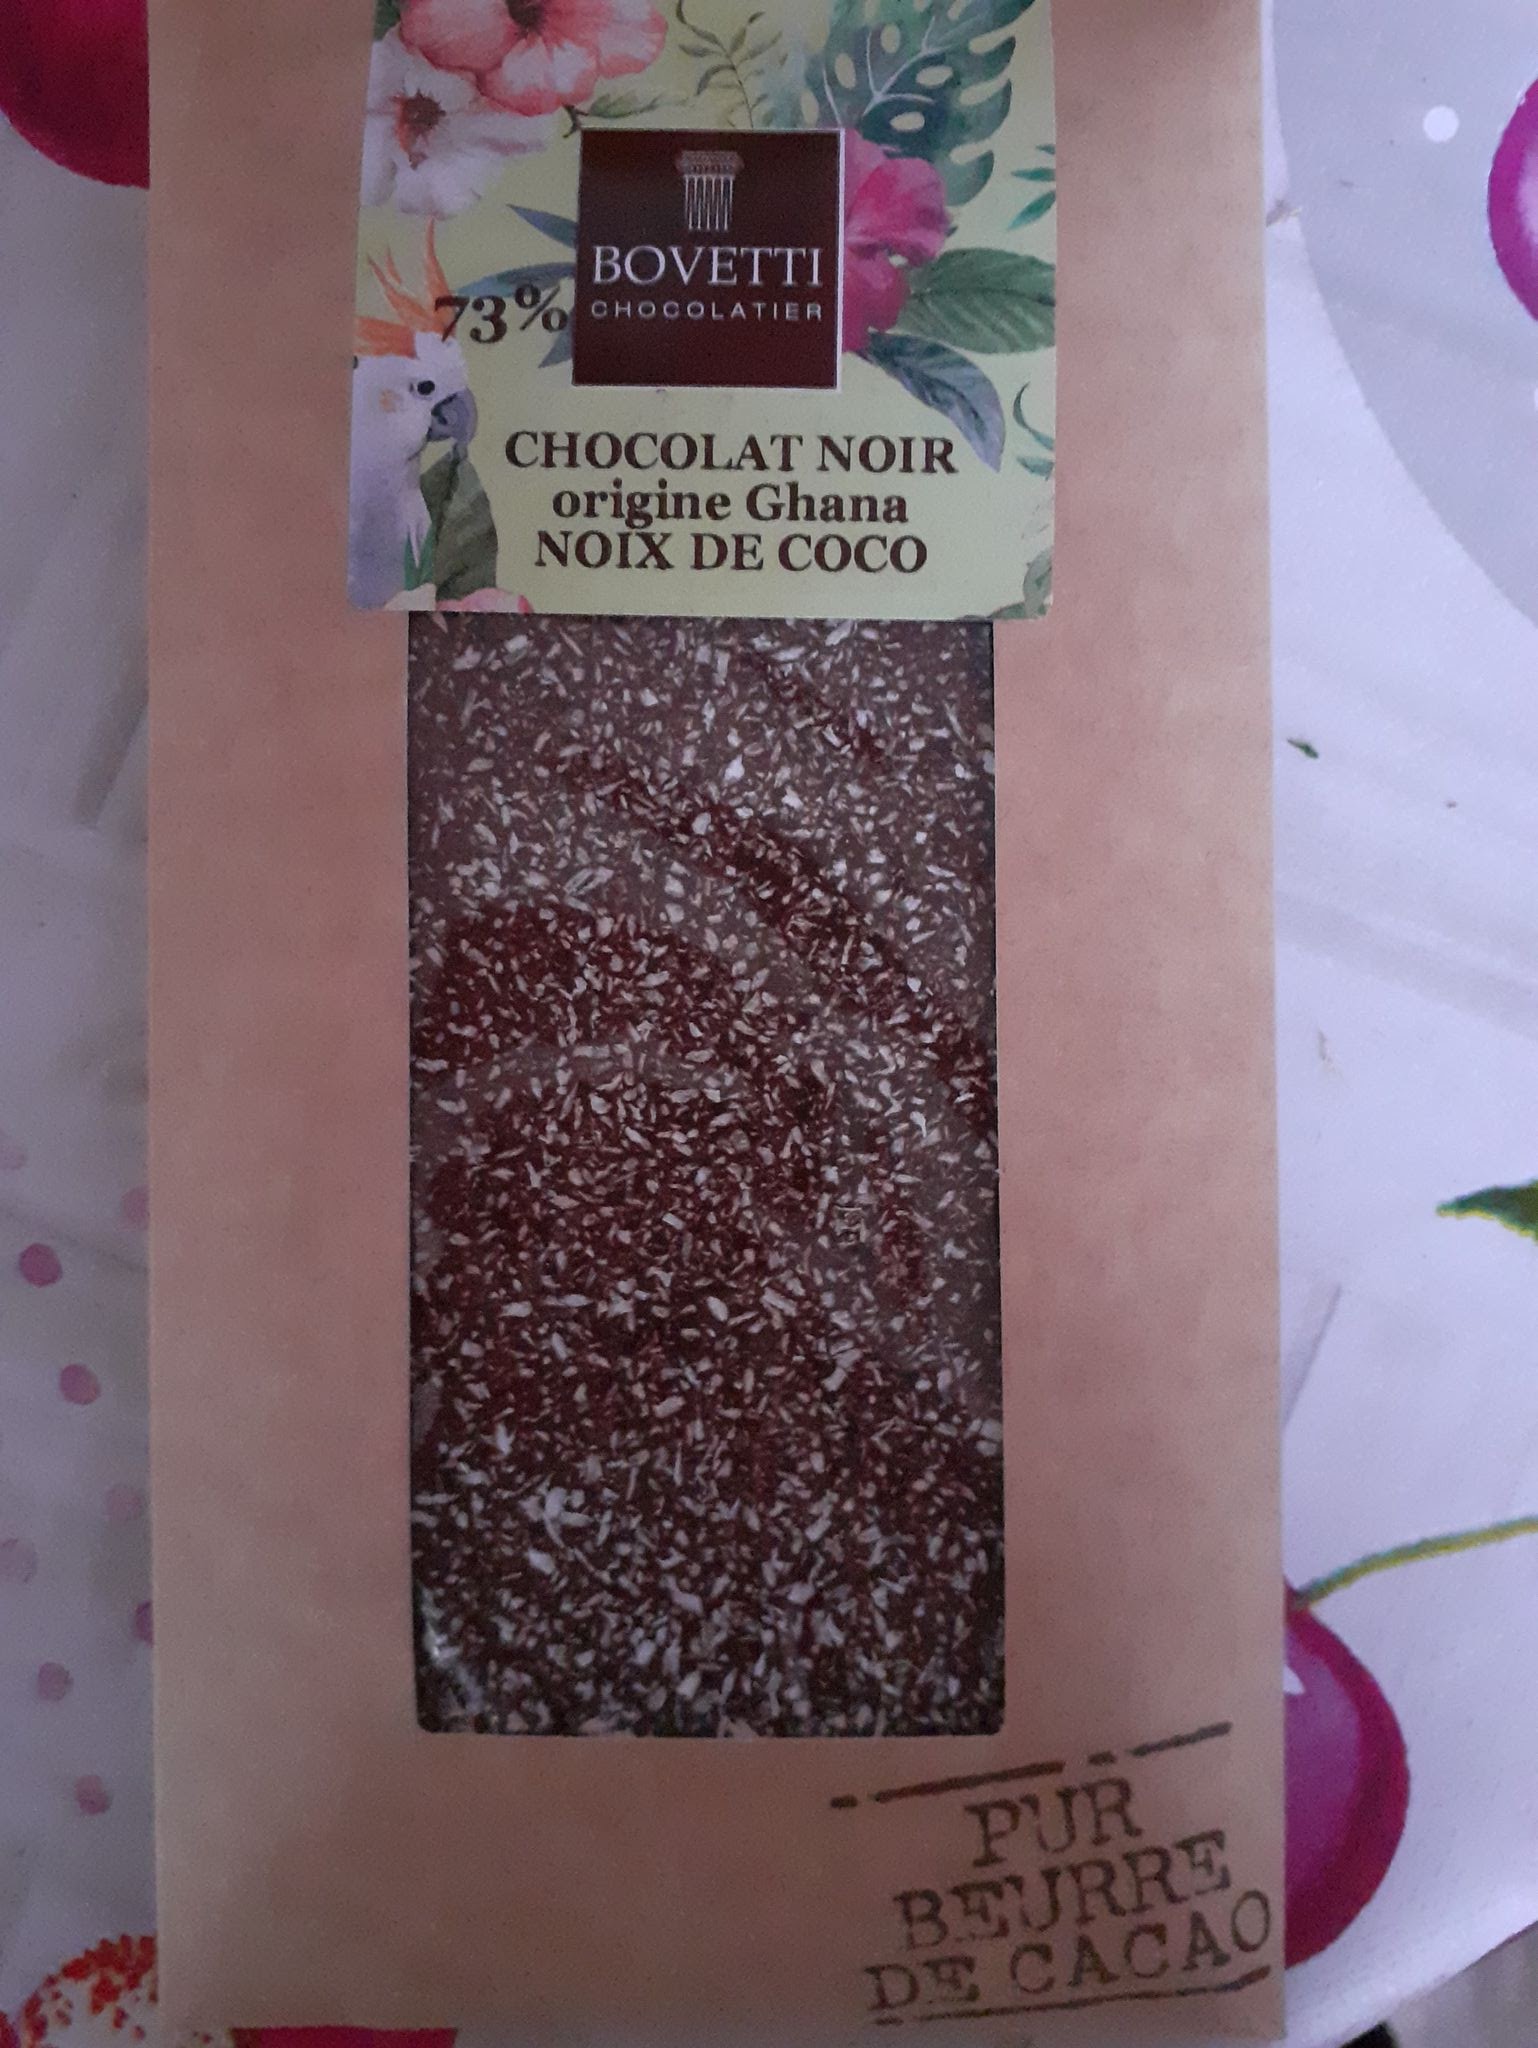 BOVETTI
CHOCOLATIER
73%
CHOCOLAT NOIR
origine Ghana
NOIX DE COCO
PUR
BEURRE
DE CACAO